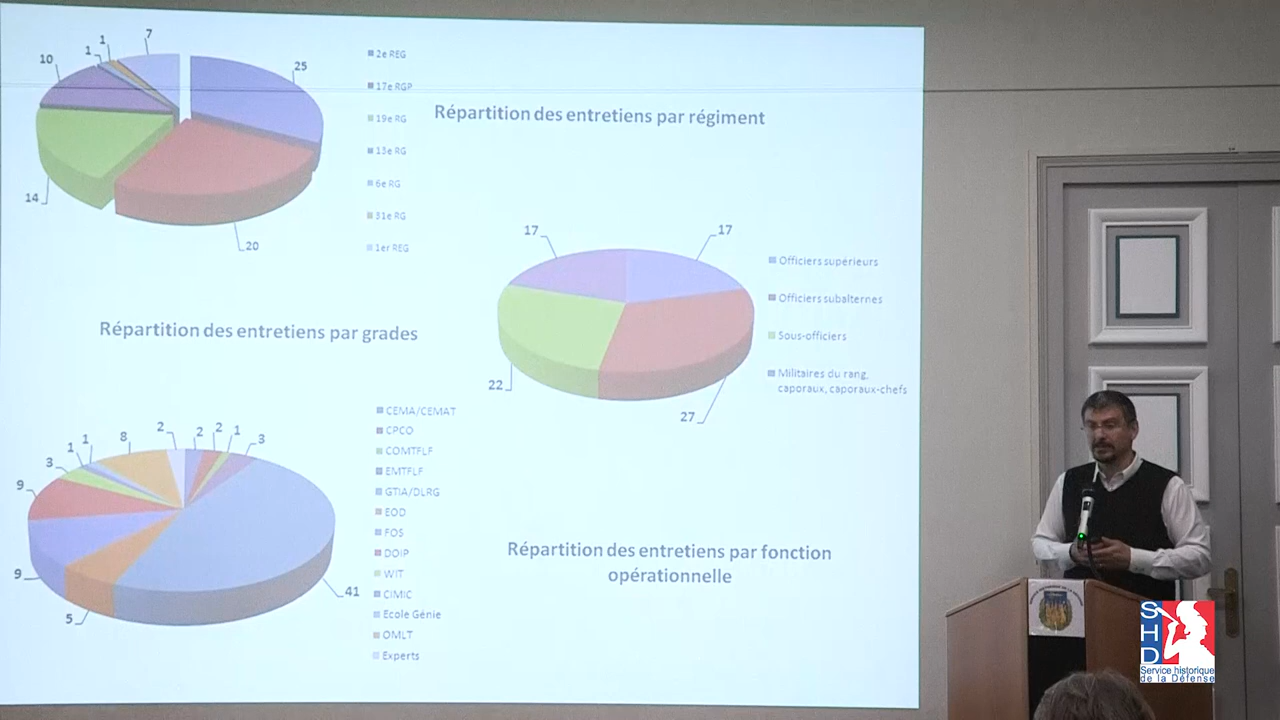 1
1
7
10
25
14
20
2e REG
17e RGP
19e RG
13e RG
6e RG
31e RG
1er REG
Répartition des entretiens par régiment
17
17
22
27
Officiers supérieurs
Officiers subalternes
Sous-officiers
Militaires du rang,
caporaux, caporaux-chefs
Répartition des entretiens par grades
2
2
2
1
3
8
1
1
3
9
9
5
41
CEMA/CEMAT
CPCO
COMTFLF
EMTFLF
GTIA/DLRG
EOD
FOS
DOIP
WIT
CIMIC
Ecole Génie
OMLT
Experts
Répartition des entretiens par fonction
opérationnelle
SHD
Service historique
de la Défense